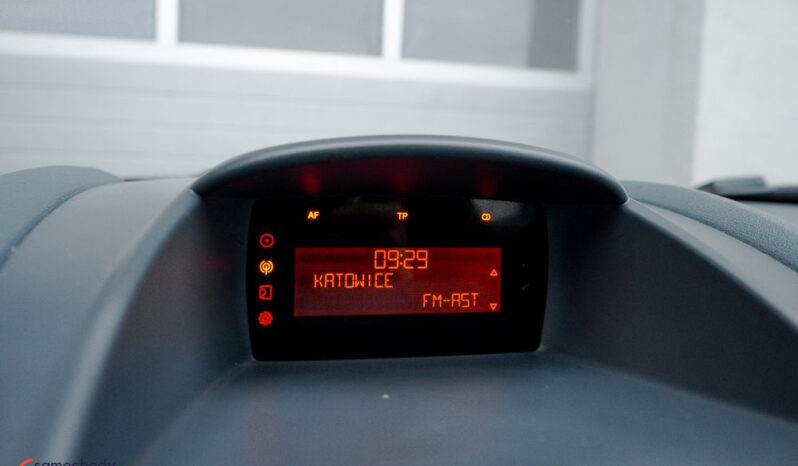 AF TP
09:29
KATOWICE
FM-AST
samochody